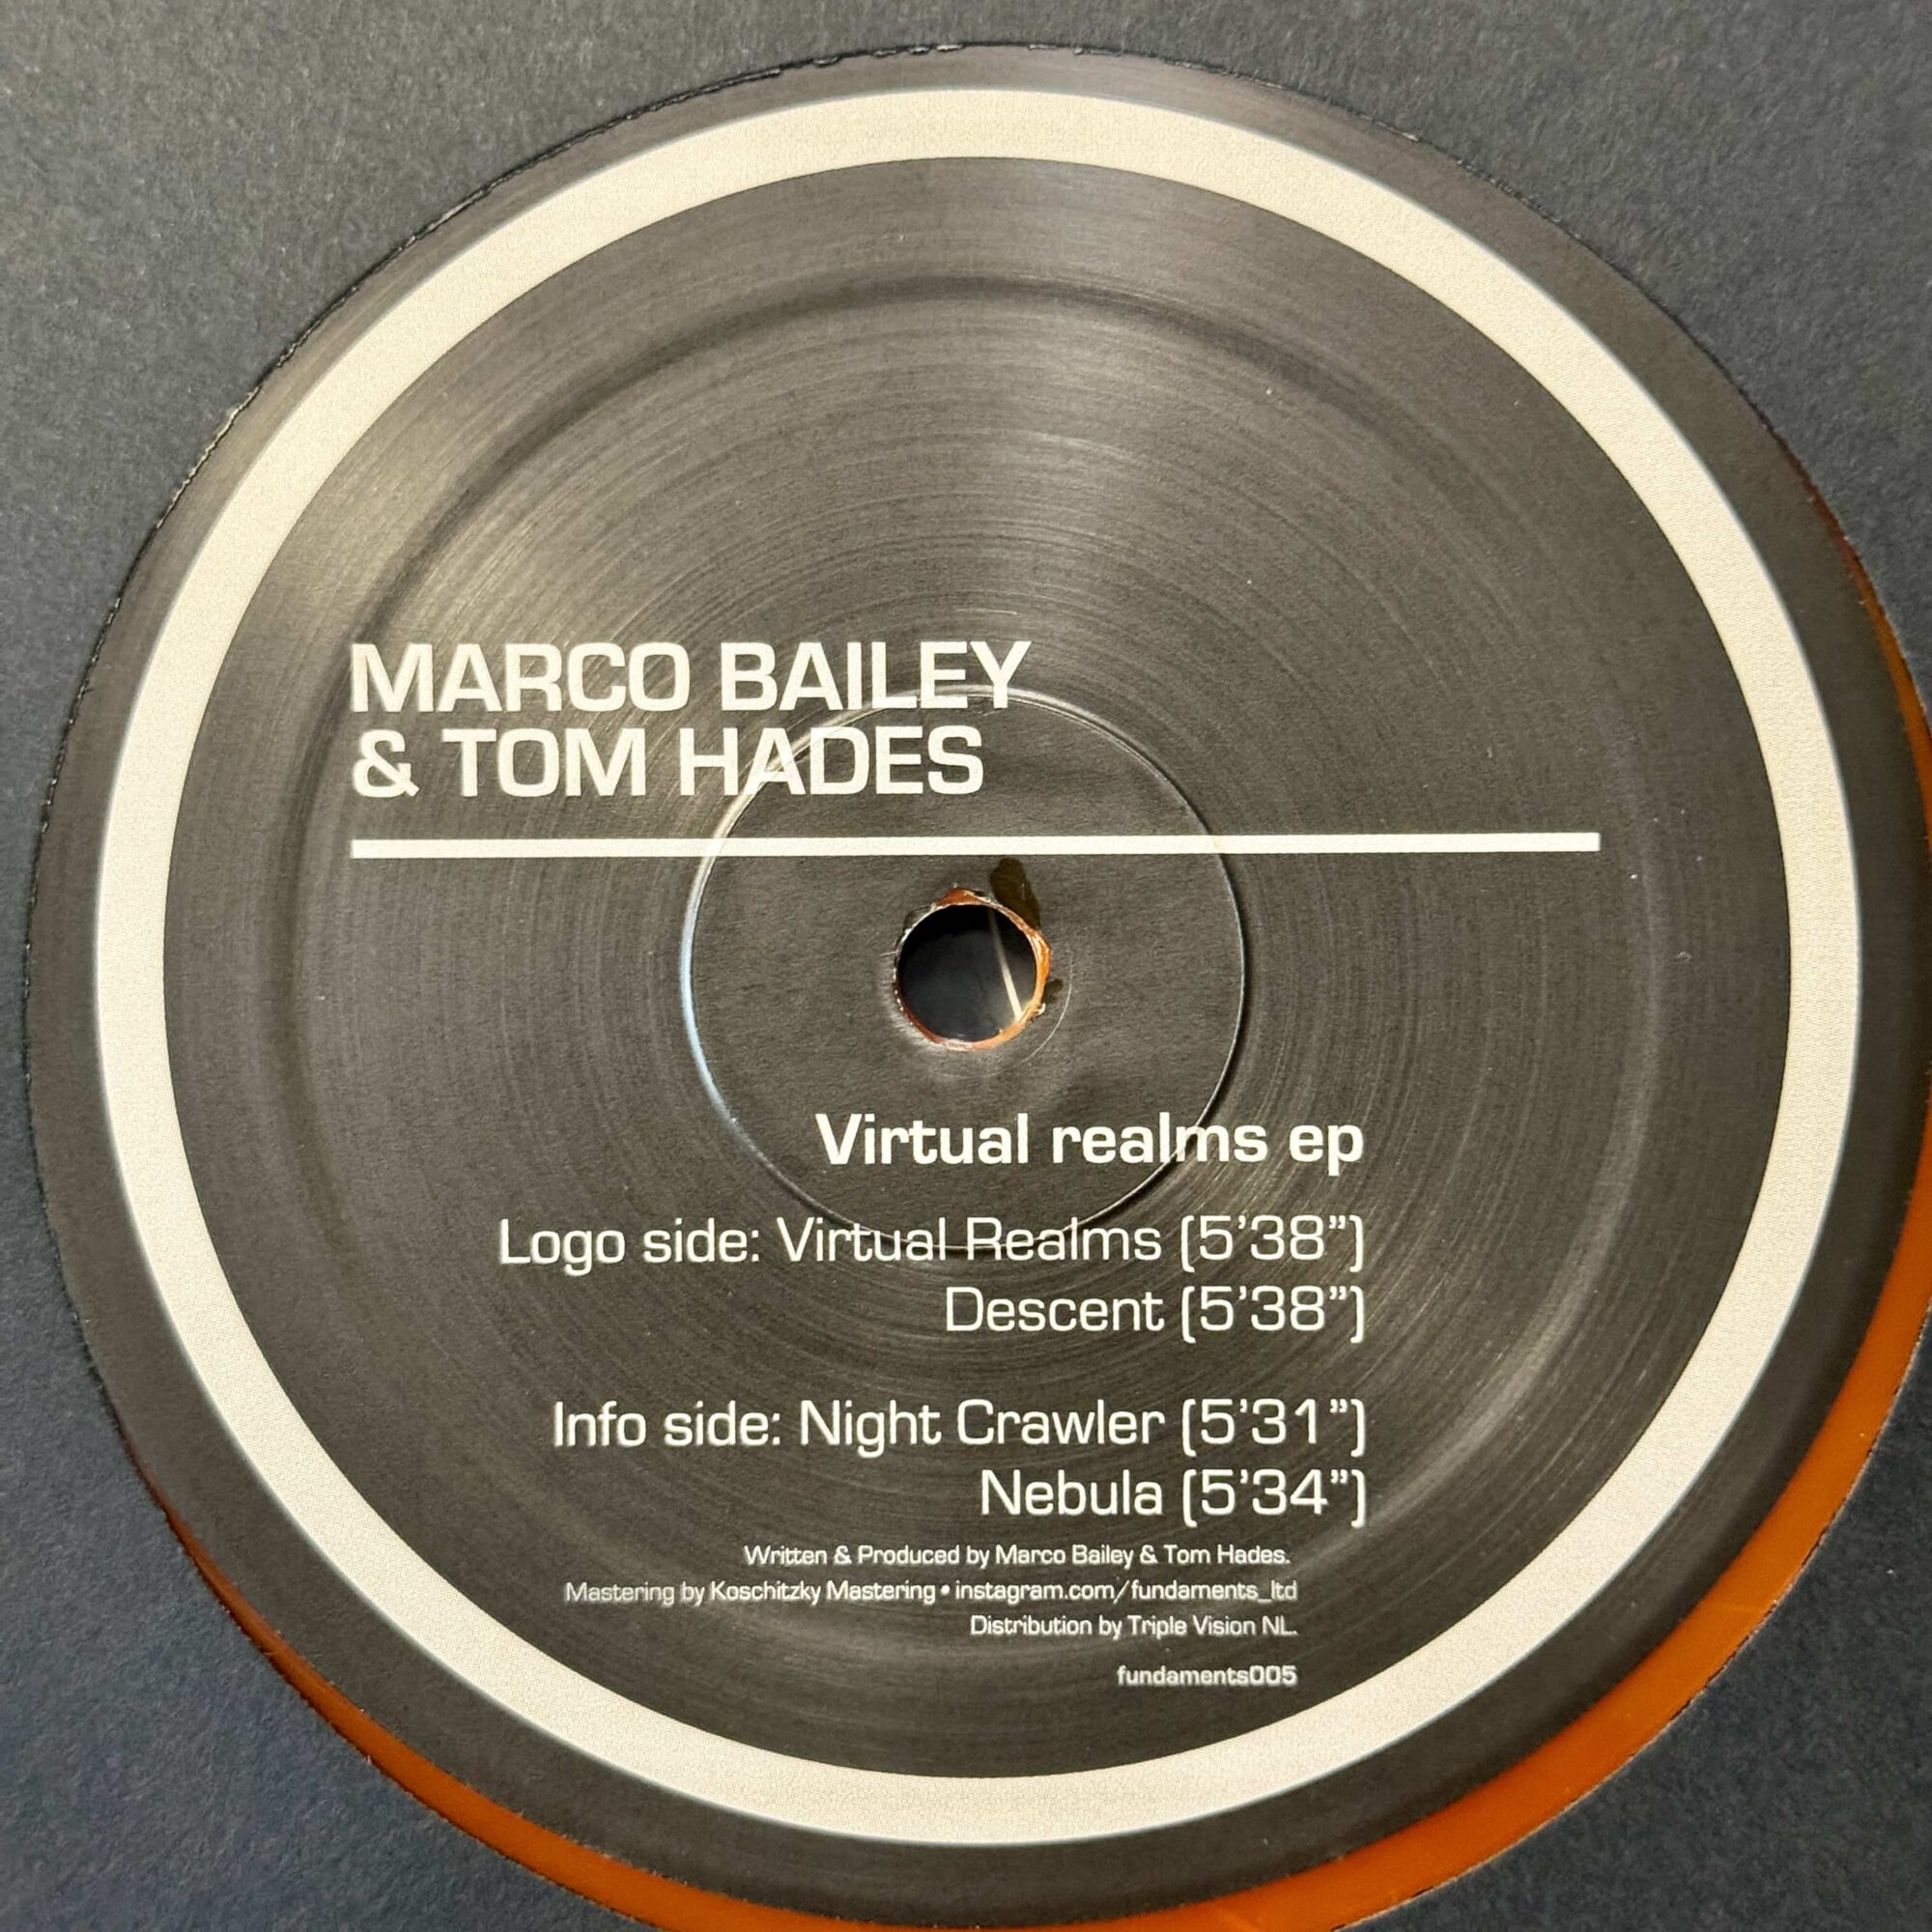 MARCO BAILEY
& TOM HADES
Virtual realms ep
Logo side: Virtual Realms (5'38")
Descent (5'38")
Info side: Night Crawler (5'31")
Nebula (5'34")
Written & Produced by Marco Bailey & Tom Hades.
Mastering by Koschitzky Mastering • instagram.com/fundaments_ltd
Distribution by Triple Vision NL.
fundaments005